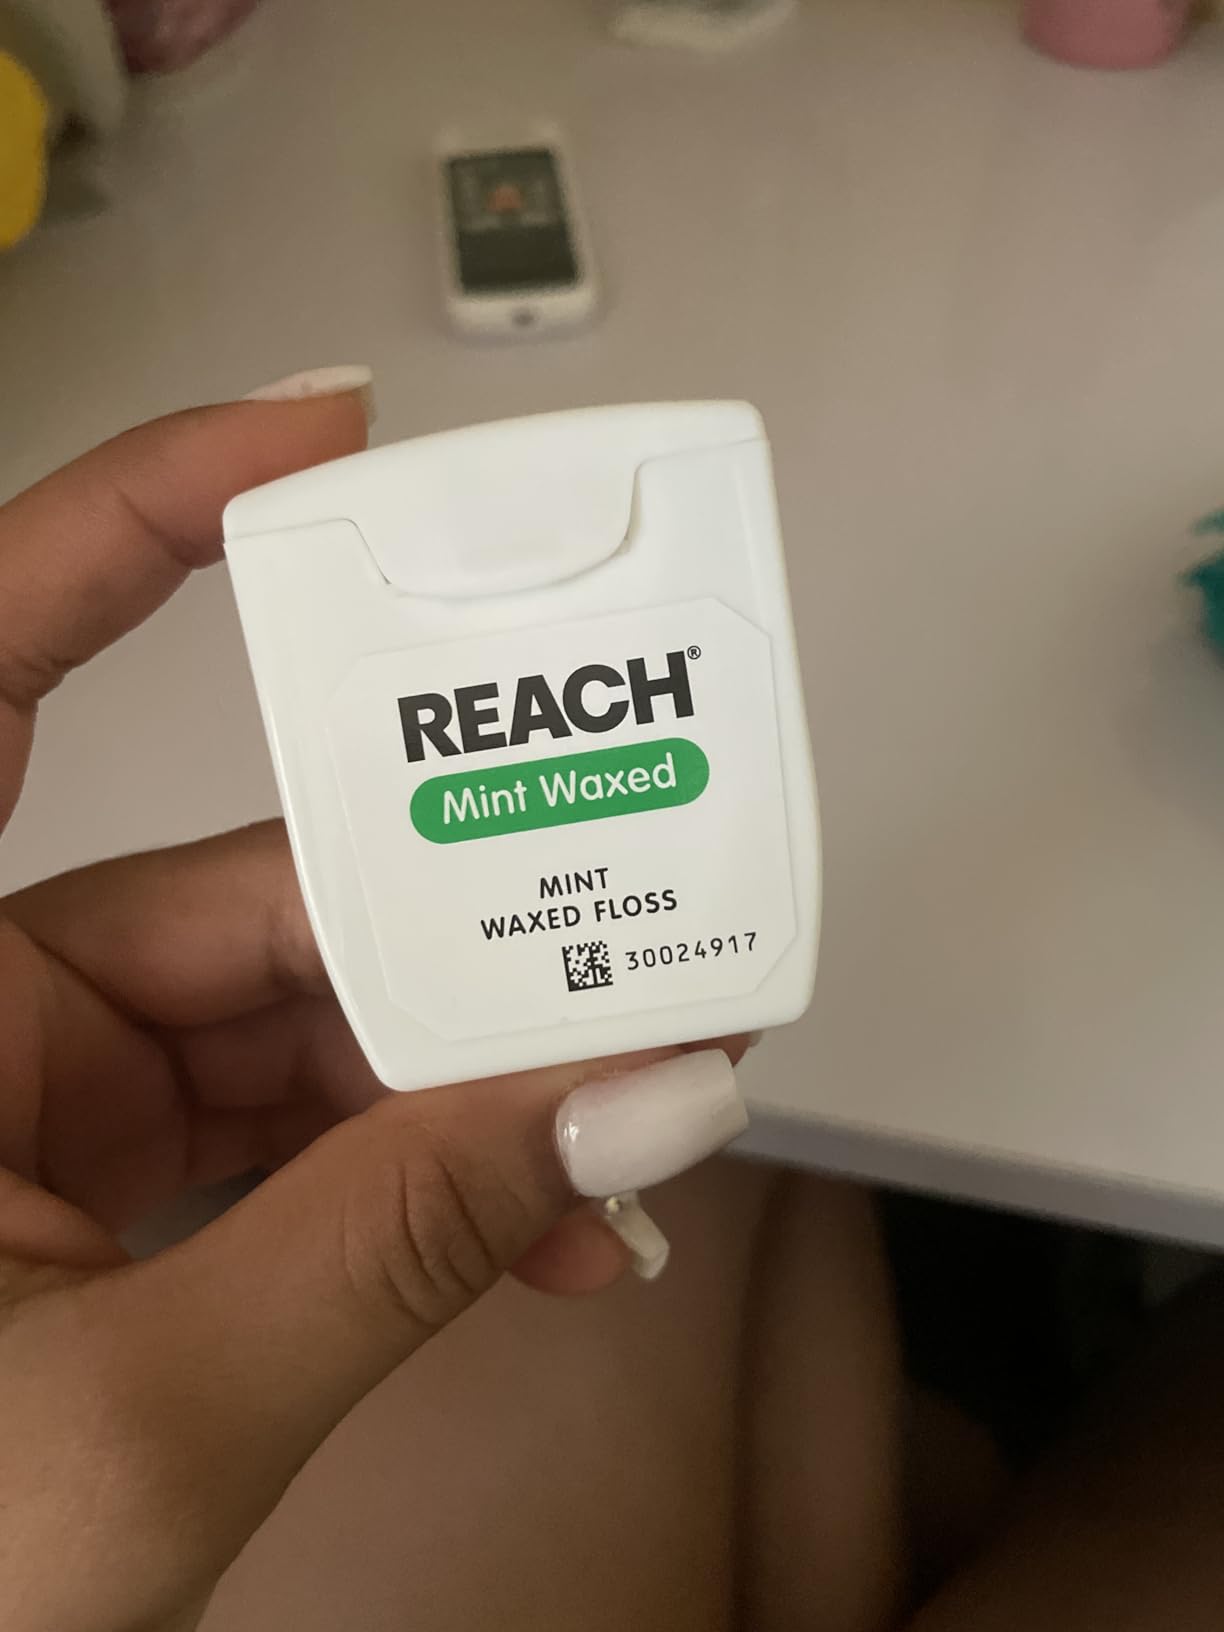 REACH®
Mint Waxed
MINT
WAXED FLOSS
30024917